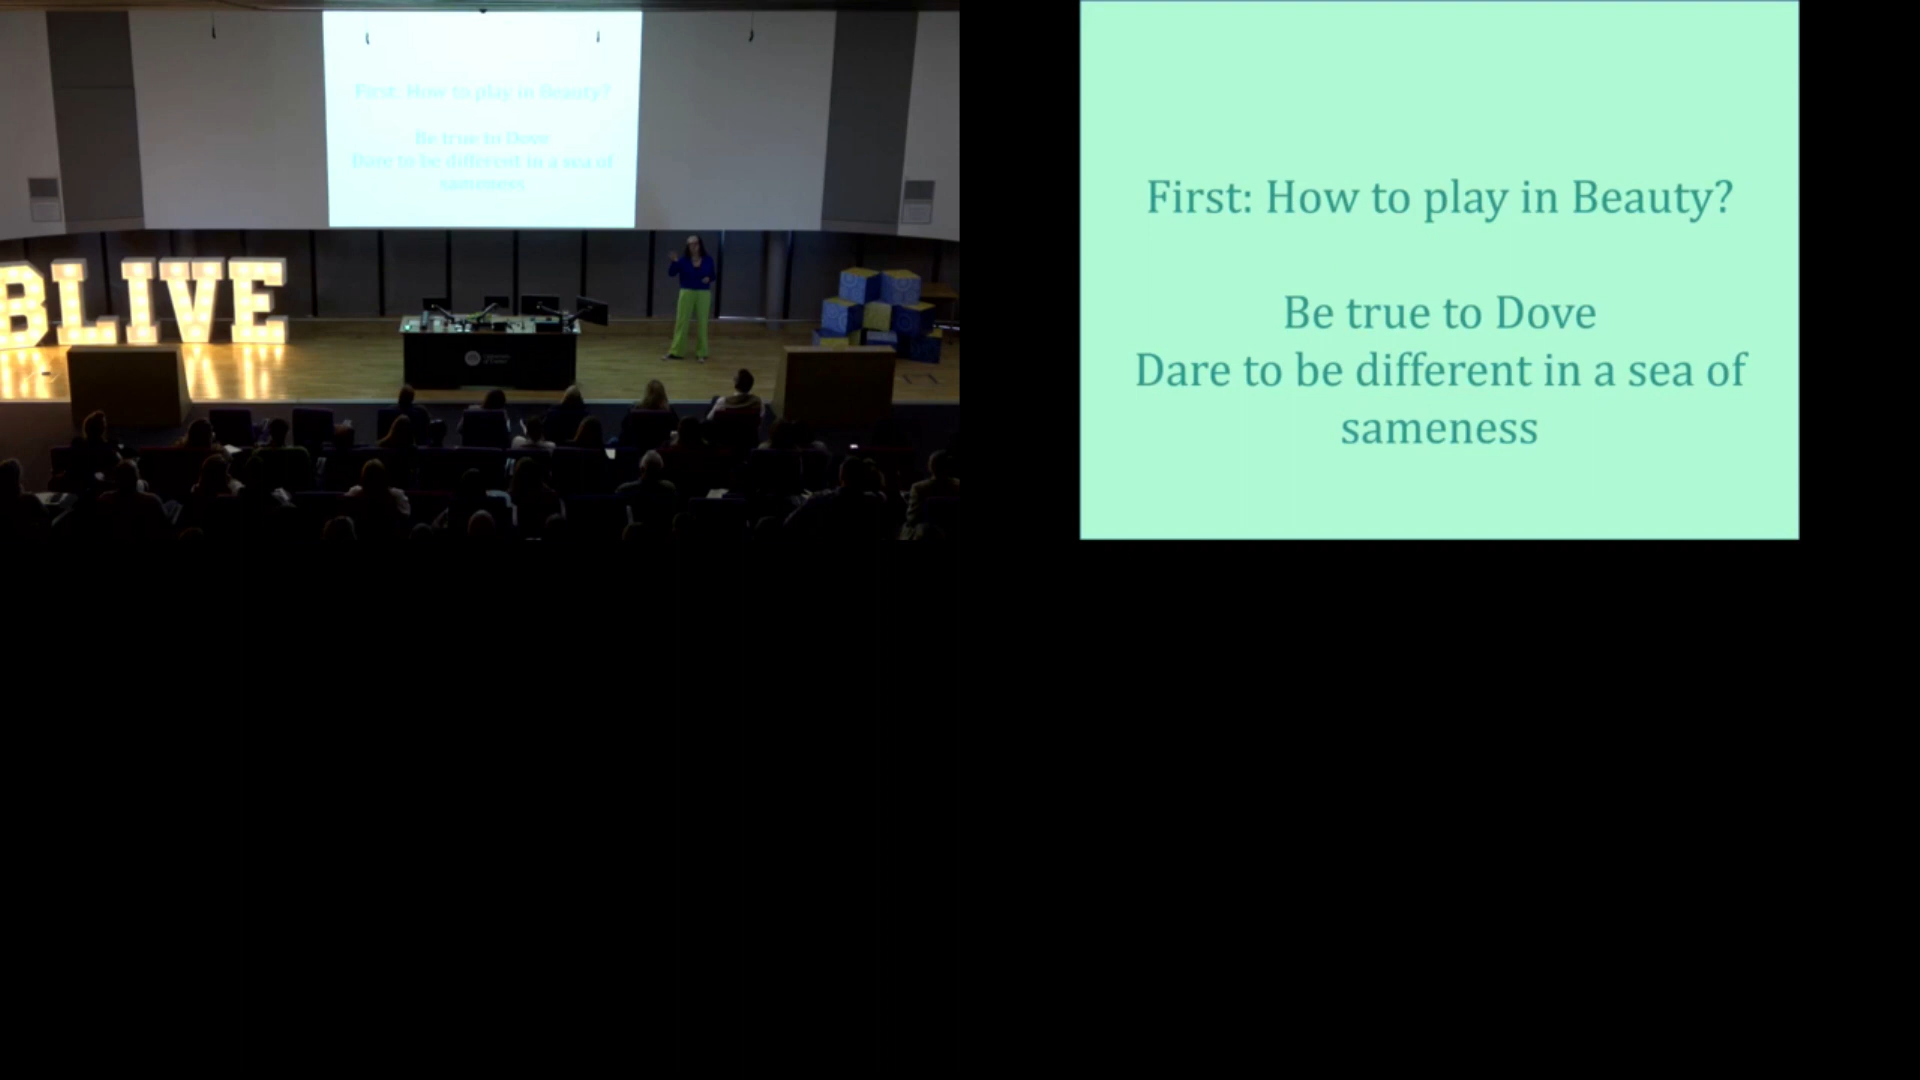 First: How to play in Beauty?
Be true to Dove
Dare to be different in a sea of
sameness
BLIVE
First: How to play in Beauty?
Be true to Dove
Dare to be different in a sea of
sameness